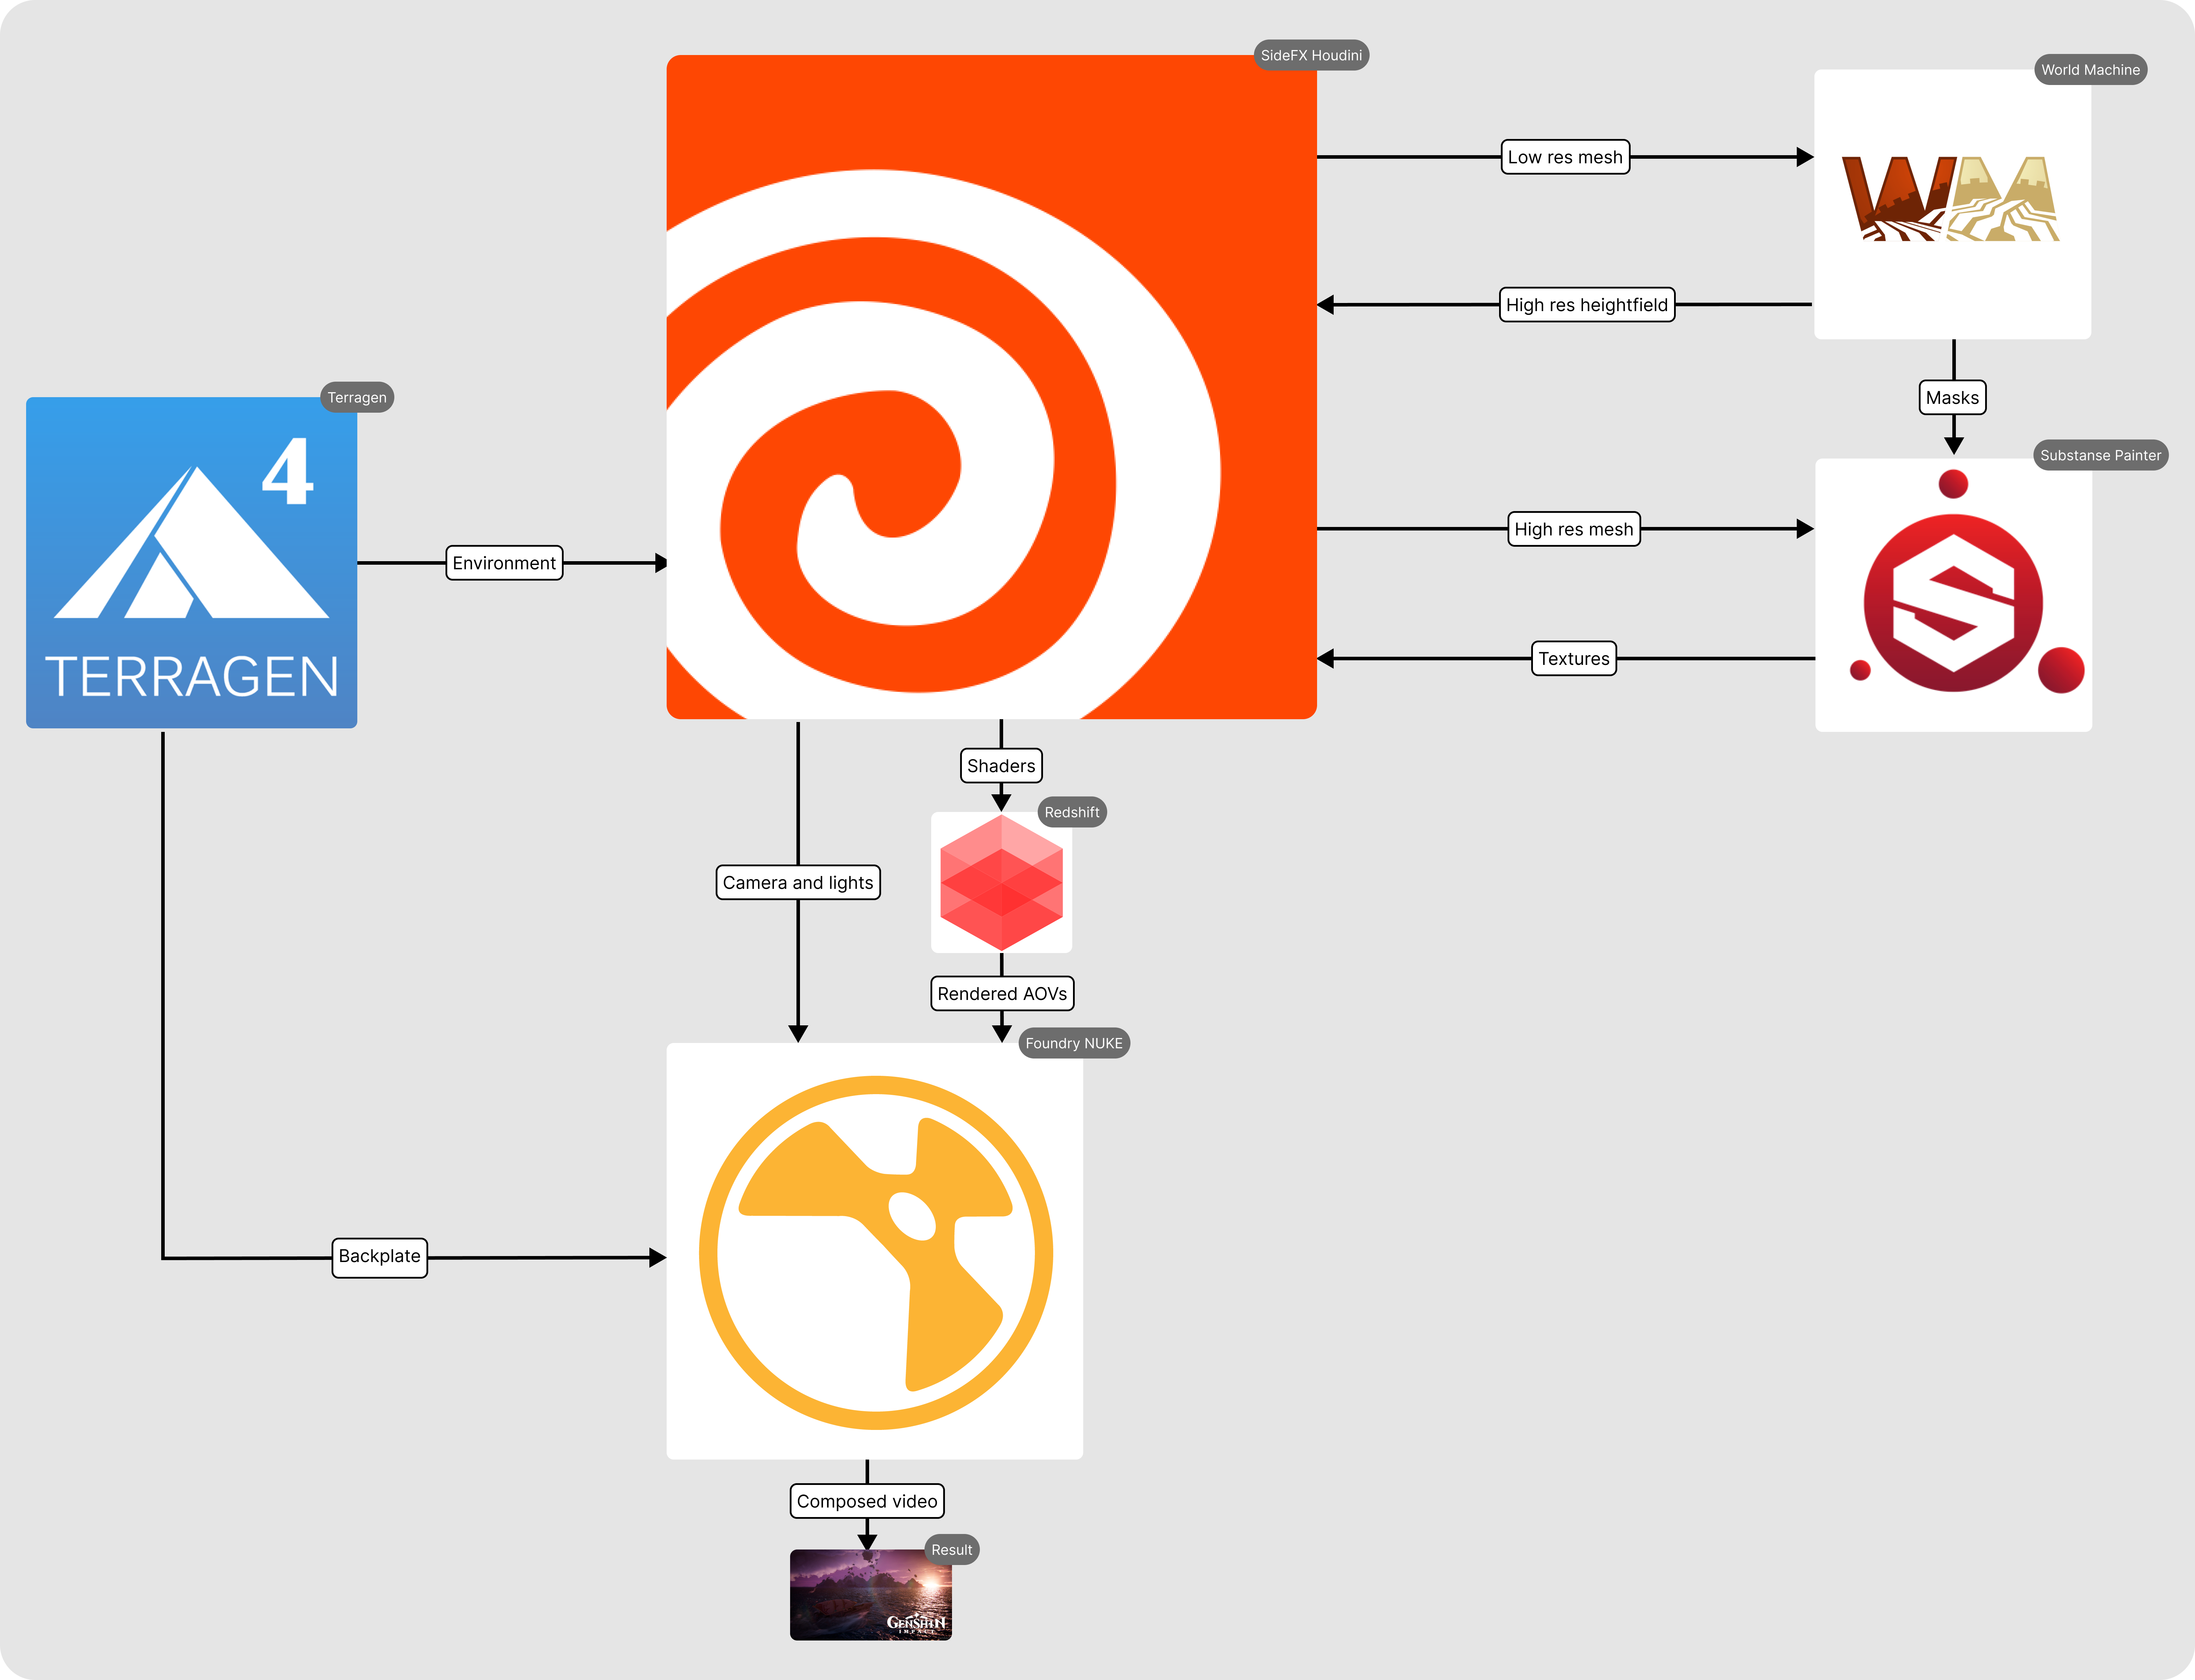 SideFX Houdini
World Machine
Low res mesh
WM
High res heightfield
Masks
Terragen
4
TERRAGEN
Substanse Painter
High res mesh
Environment
Textures
Shaders
Redshift
Camera and lights
Rendered AOVs
Foundry NUKE
Backplate
Composed video
Result
GENSHIN
IMPACT